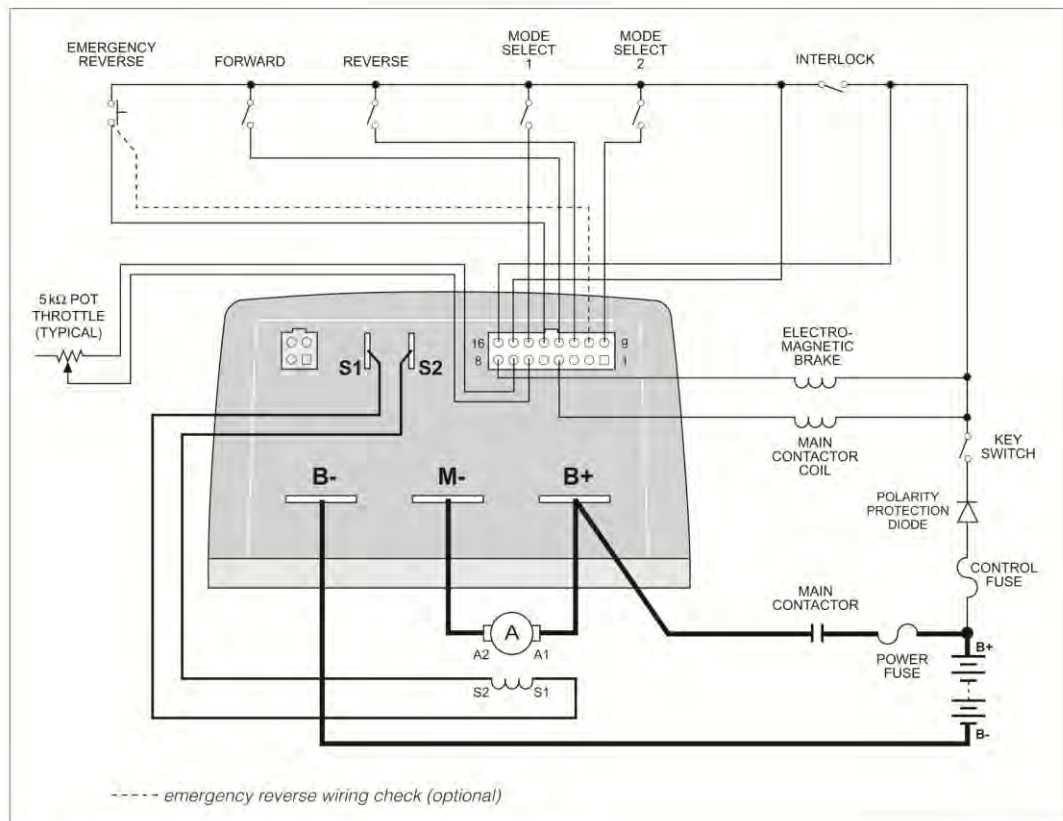 EMERGENCY
REVERSE
FORWARD
REVERSE
MODE
SELECT
1
MODE
SELECT
2
INTERLOCK
5 kΩ POT
THROTTLE
(TYPICAL)
16
9
8
1
S1
S2
ELECTRO-
MAGNETIC
BRAKE
MAIN
CONTACTOR
COIL
KEY
SWITCH
B-
M-
B+
POLARITY
PROTECTION
DIODE
CONTROL
FUSE
MAIN
CONTACTOR
A
A2
A1
POWER
FUSE
B+
S2
S1
B-
emergency reverse wiring check (optional)